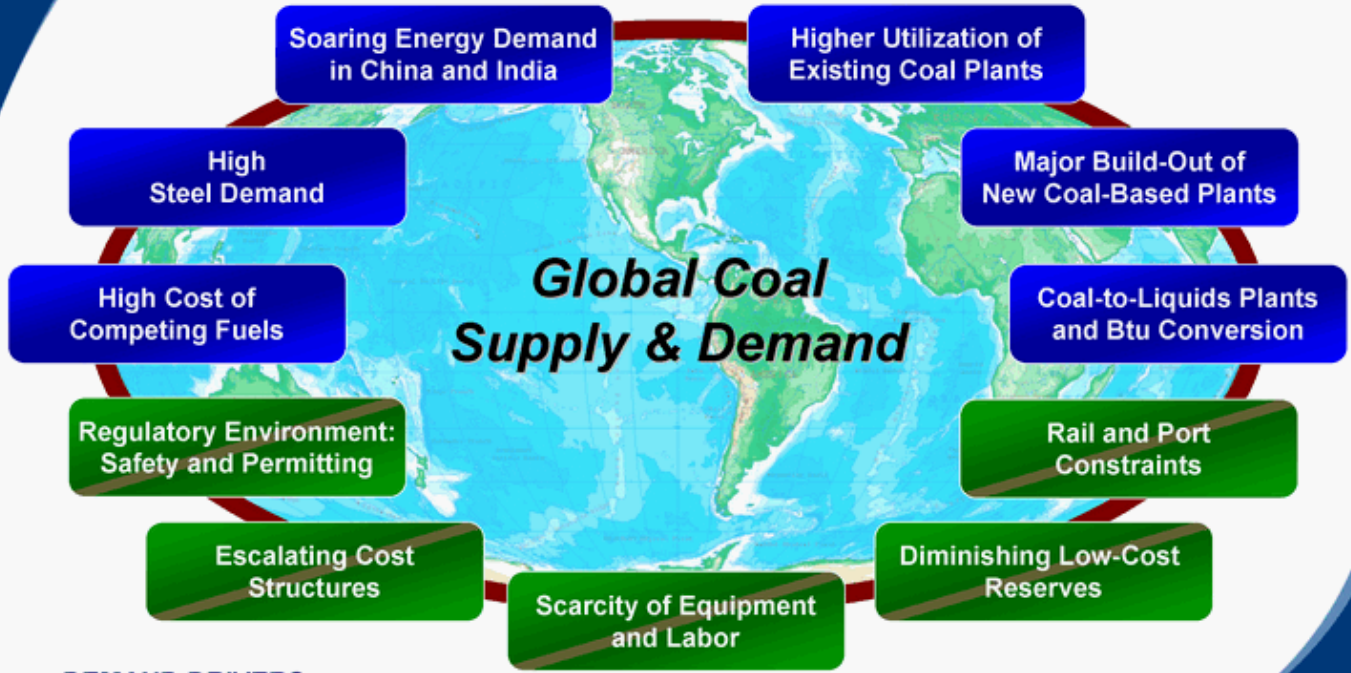 Soaring Energy Demand
in China and India
Higher Utilization of
Existing Coal Plants
High
Steel Demand
Major Build-Out of
New Coal-Based Plants
Global Coal
Supply & Demand
High Cost of
Competing Fuels
Coal-to-Liquids Plants
and Btu Conversion
Regulatory Environment:
Safety and Permitting
Rail and Port
Constraints
Escalating Cost
Structures
Diminishing Low-Cost
Reserves
Scarcity of Equipment
and Labor